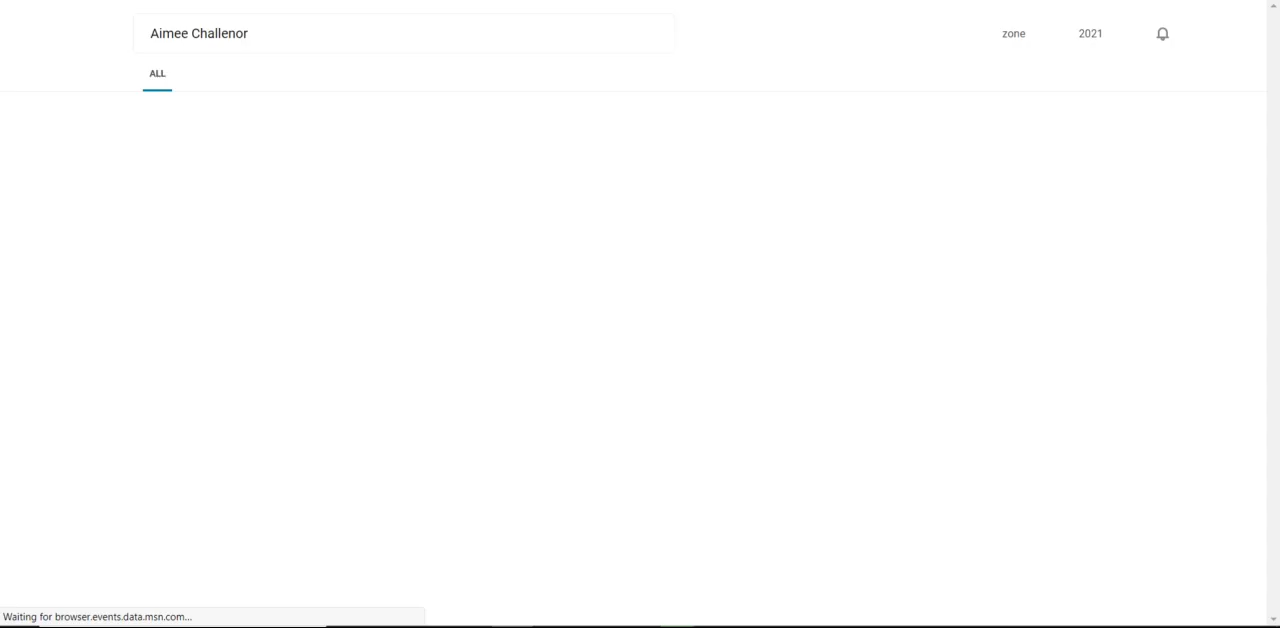 Aimee Challenor
zone
2021
ALL
Waiting for browser.events.data.msn.com...